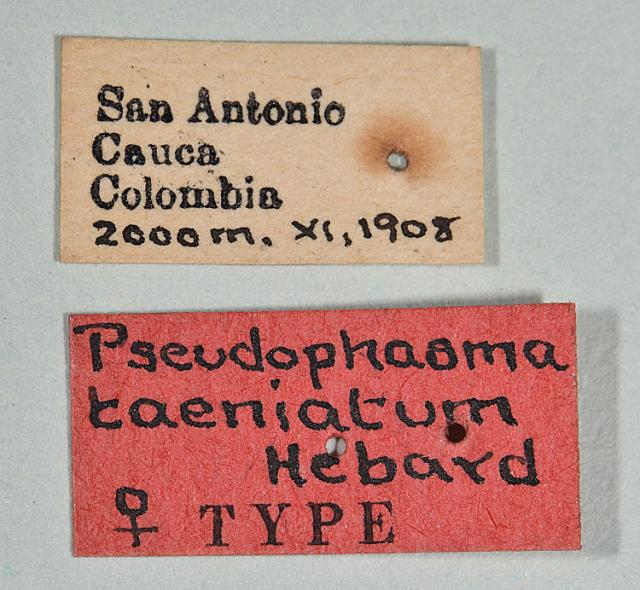 San Antonio
Cauca
Colombia
2000m. XI, 1908
Pseudophasma
taeniatum
Hebard
♀ TYPE